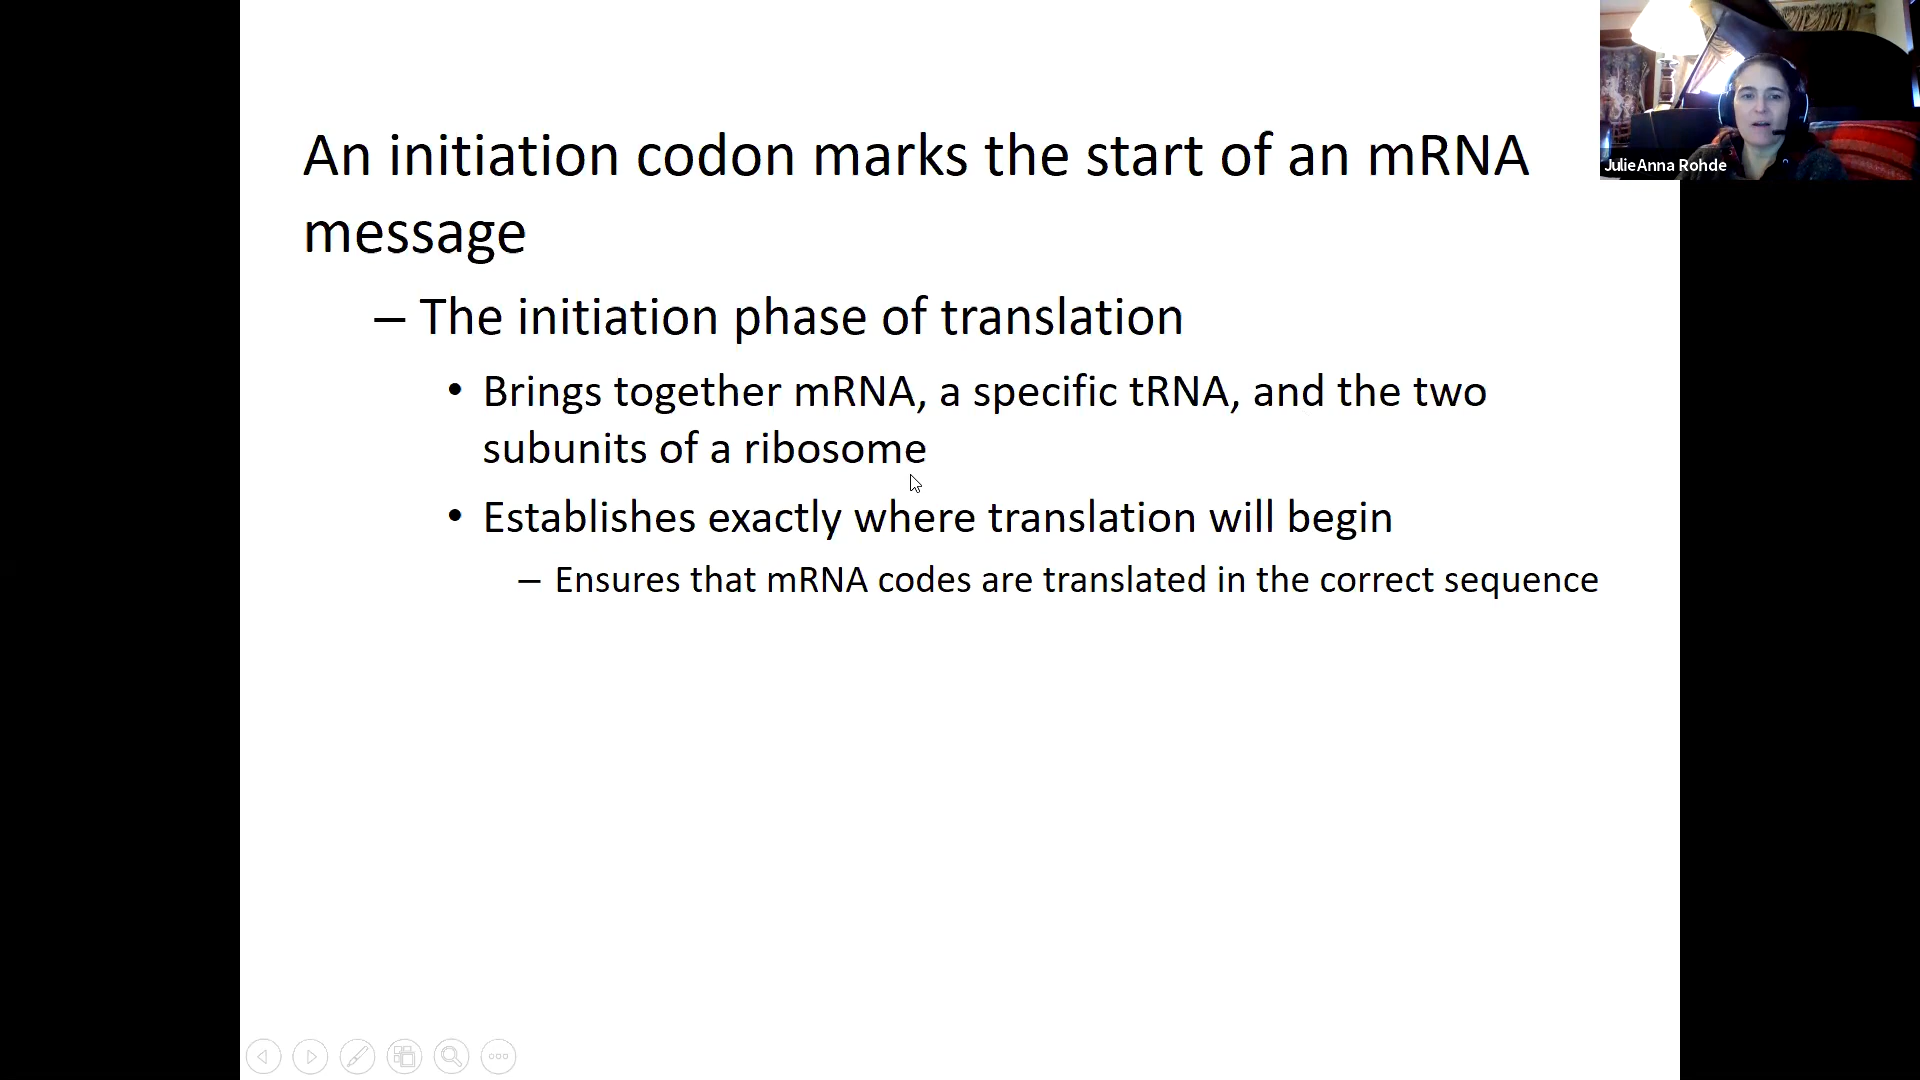 An initiation codon marks the start of an mRNA
message
– The initiation phase of translation
• Brings together mRNA, a specific tRNA, and the two
subunits of a ribosome
• Establishes exactly where translation will begin
– Ensures that mRNA codes are translated in the correct sequence
JulieAnna Rohde